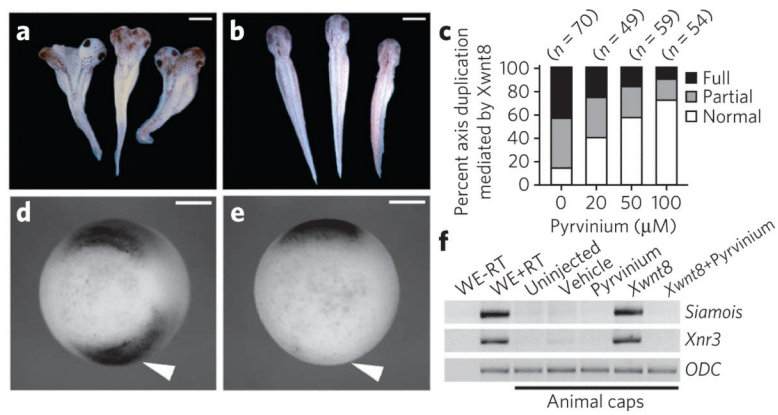 a
b
c
(n = 70)
(n = 49)
(n = 59)
(n = 54)
Percent axis duplication
mediated by Xwnt8
100
80
60
40
20
0
Full
Partial
Normal
0 20 50 100
Pyrvinium (μM)
d
e
f
WE-RT
WE+RT
Uninjected
Vehicle
Pyrvinium
Xwnt8
Xwnt8+Pyrvinium
Siamois
Xnr3
ODC
Animal caps